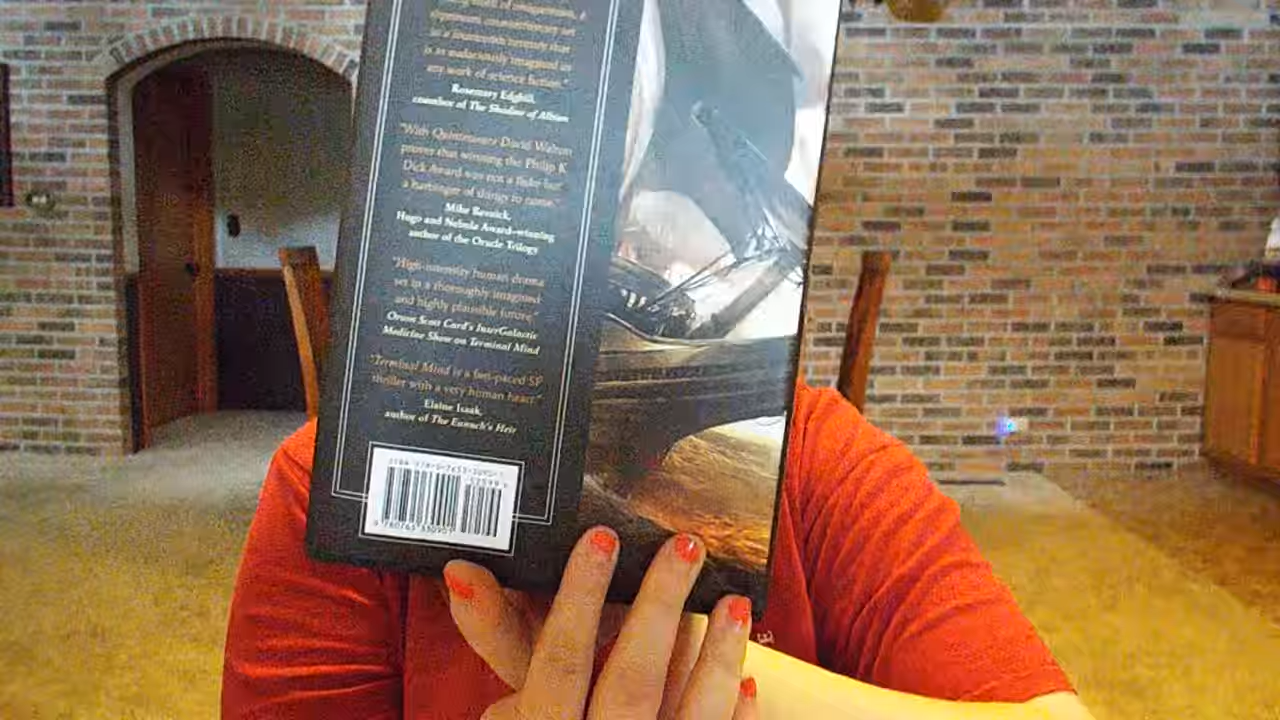 is as audaciously imagined as
any work of science fiction."
Rosemary Edghill,
coauthor of The Shadow of Albion
"With Quintessence David Walton
proves that winning the Philip K.
Dick Award was not a fluke but
a harbinger of things to come."
Mike Resnick,
Hugo and Nebula Award–winning
author of the Oracle Trilogy
"High-intensity human drama
set in a thoroughly imagined
and highly plausible future."
Orson Scott Card's InterGalactic
Medicine Show on Terminal Mind
"Terminal Mind is a fast-paced SF
thriller with a very human heart."
Elaine Isaak,
author of The Eunuch's Heir
52599
9 780765 330901
E